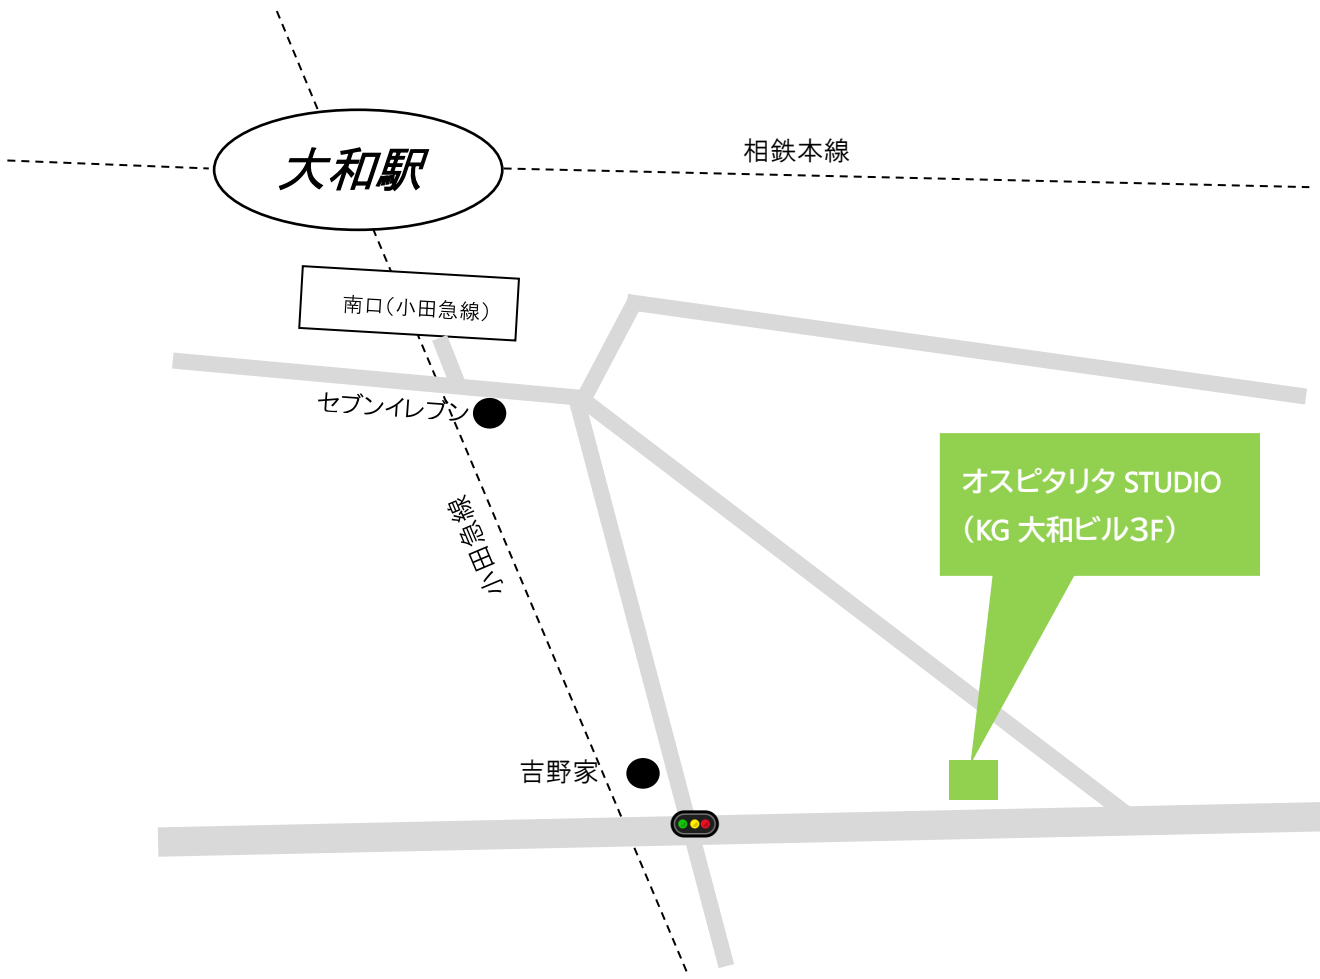 相鉄本線
大和駅
南口(小田急線)
セブンイレブン
オスピタリタ STUDIO
(KG 大和ビル3F)
小田急線
吉野家